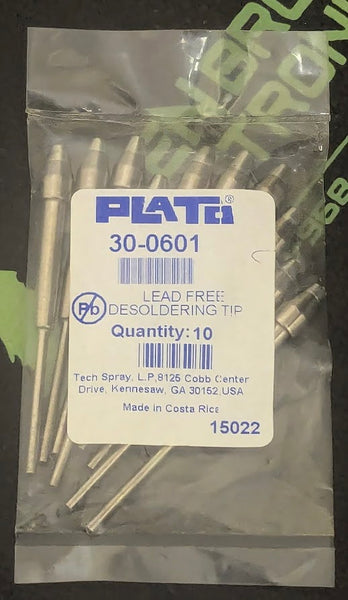 PLATO®
30-0601
Pb
LEAD FREE
DESOLDERING TIP
Quantity: 10
Tech Spray, L.P,8125 Cobb Center
Drive, Kennesaw, GA 30152,USA
Made in Costa Rica
15022